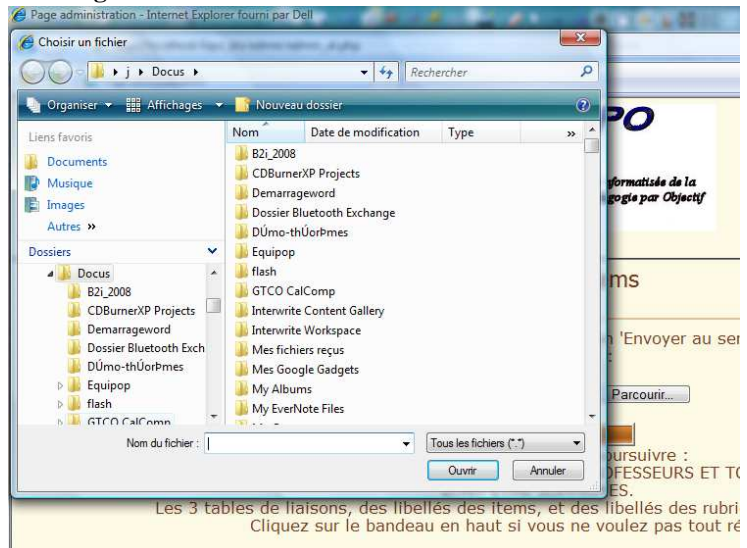 Page administration - Internet Explorer fourni par Dell
Choisir un fichier
j ▸ Docus ▸
Rechercher
Organiser
Affichages
Nouveau dossier
Liens favoris
Documents
Musique
Images
Autres »
Dossiers
Docus
B2i_2008
CDBurnerXP Projects
Demarrageword
Dossier Bluetooth Exch
DÚmo-thÚorÞmes
Equipop
flash
GTCO CalComp
Nom
Date de modification
Type
»
B2i_2008
CDBurnerXP Projects
Demarrageword
Dossier Bluetooth Exchange
DÚmo-thÚorÞmes
Equipop
flash
GTCO CalComp
Interwrite Content Gallery
Interwrite Workspace
Mes fichiers reçus
Mes Google Gadgets
My Albums
My EverNote Files
Nom du fichier :
Tous les fichiers (*.*)
Ouvrir
Annuler
PO
nformatisée de la
gogie par Objectif
ms
n 'Envoyer au ser
:
Parcourir...
oursuivre :
OFESSEURS ET TO
ES.
Les 3 tables de liaisons, des libellés des items, et des libellés des rubri
Cliquez sur le bandeau en haut si vous ne voulez pas tout ré